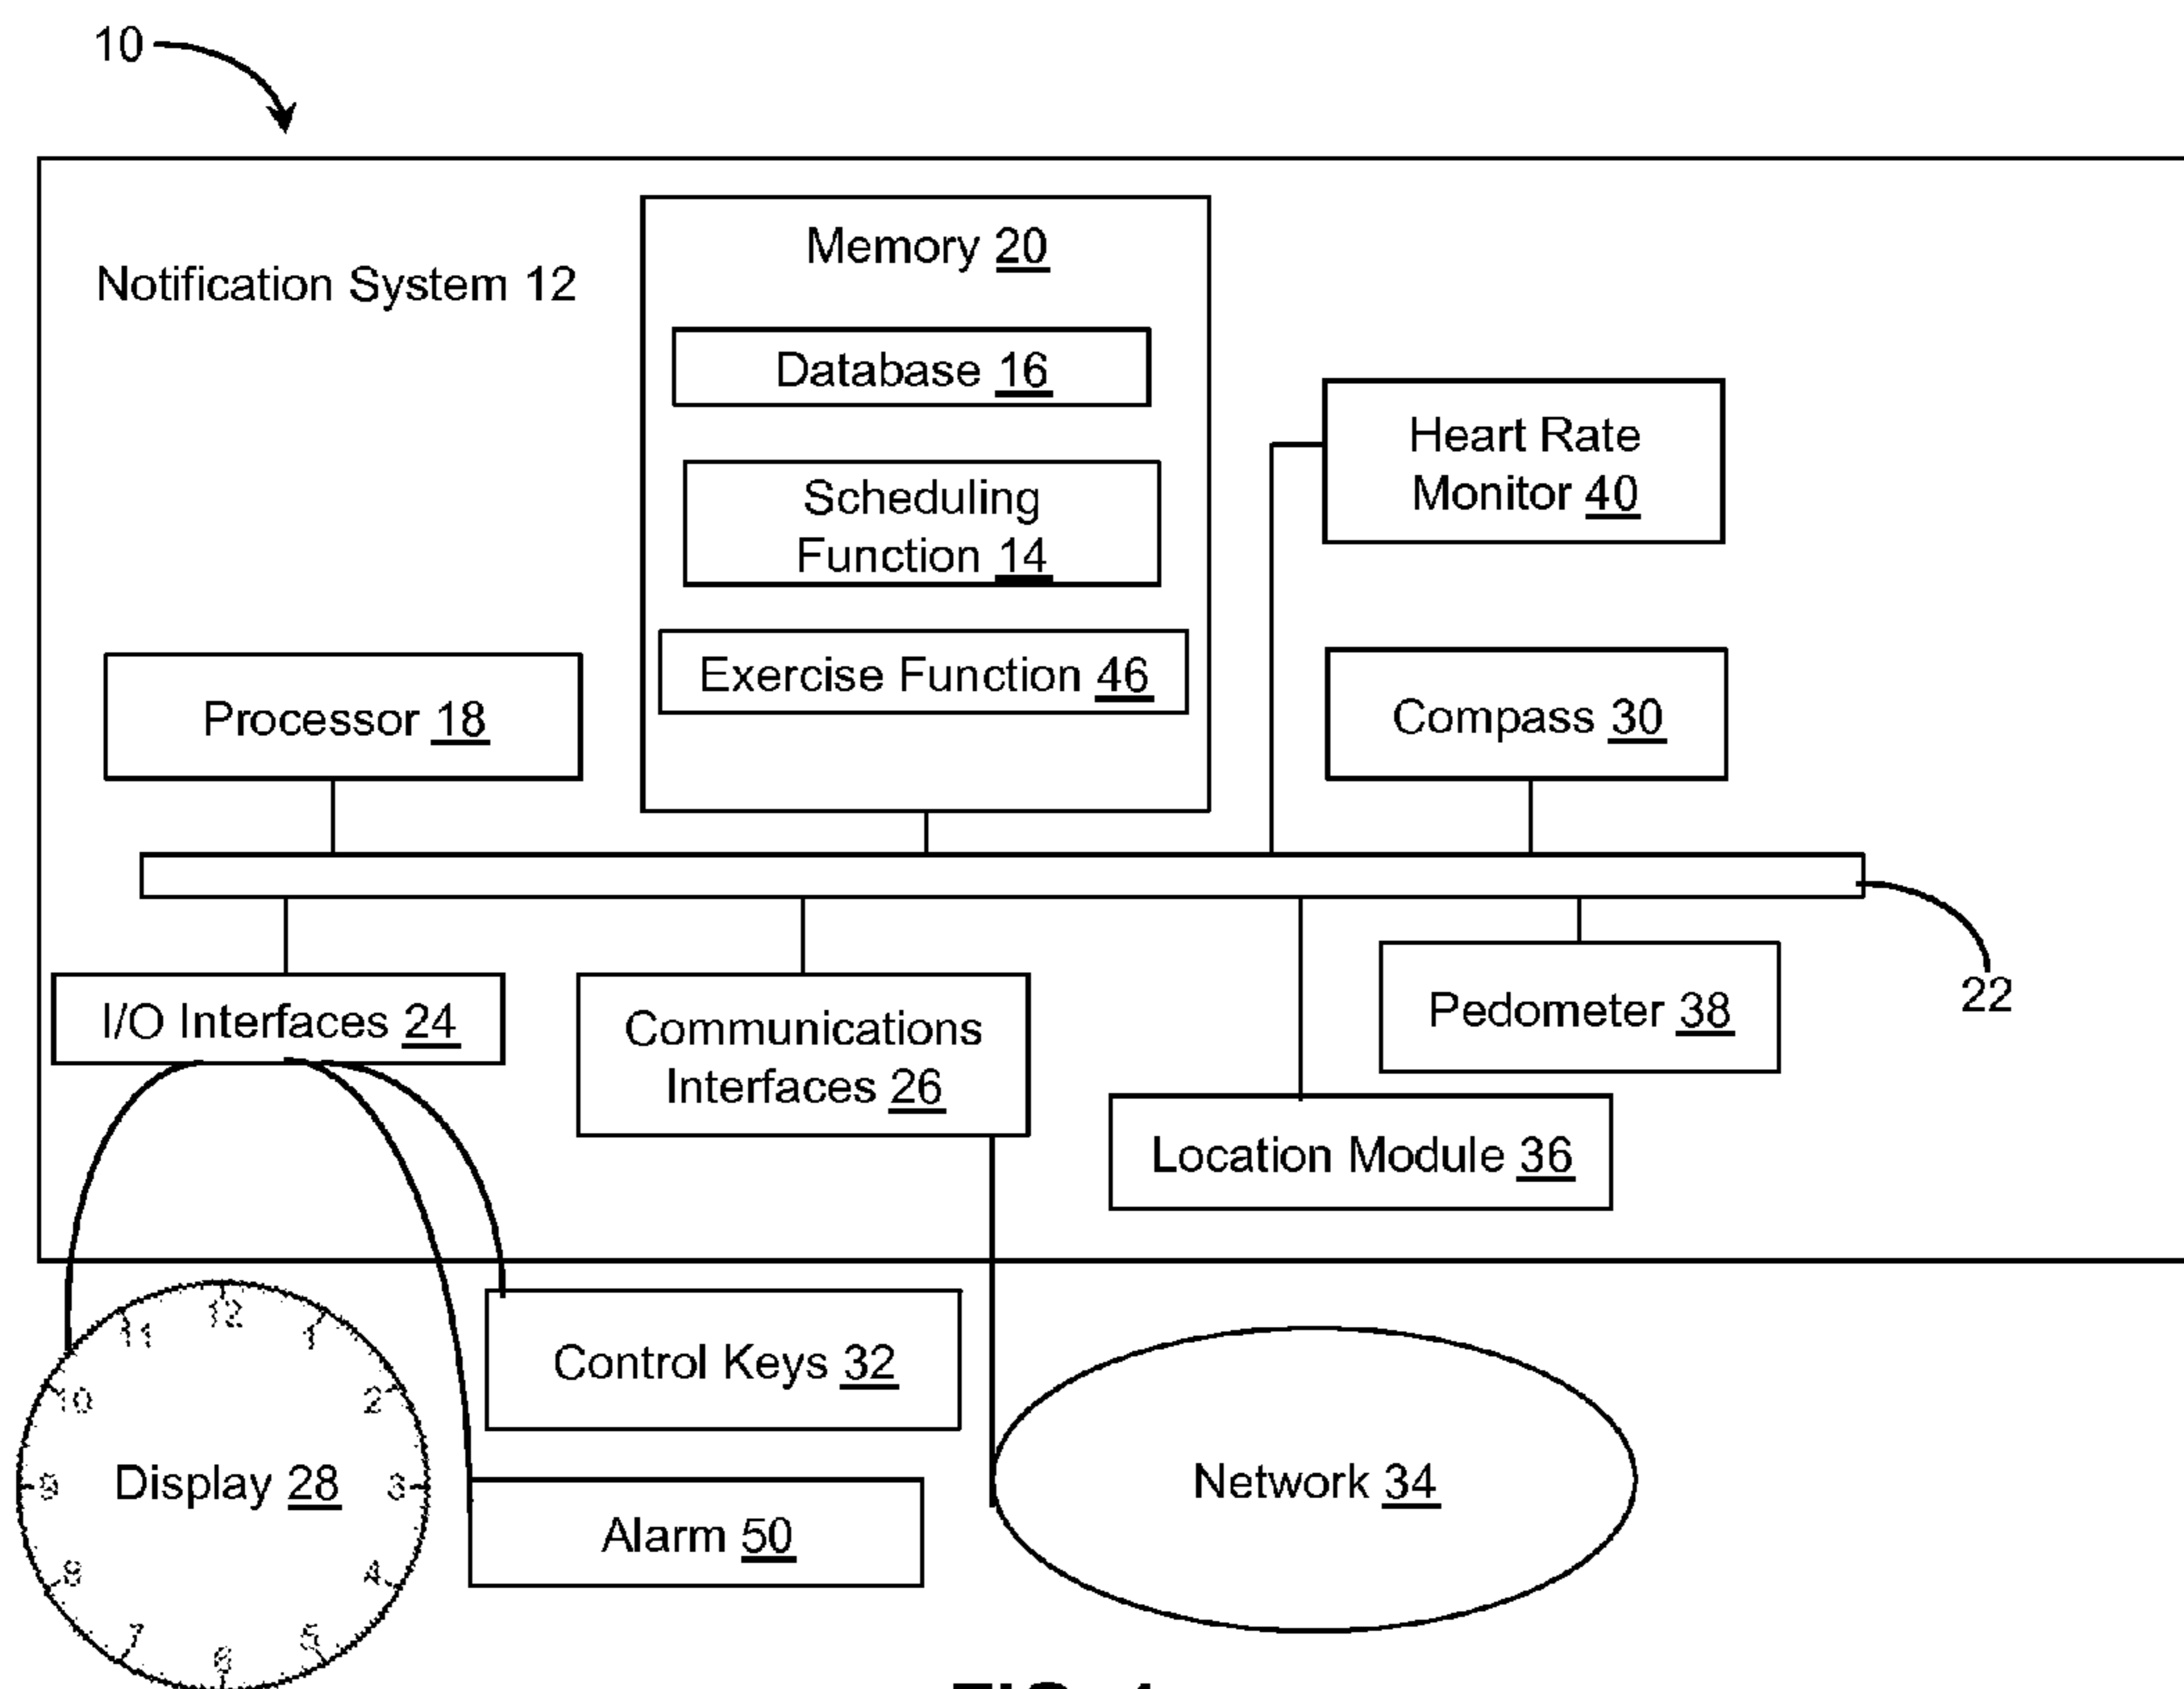 10
Notification System 12
Memory 20
Database 16
Scheduling
Function 14
Exercise Function 46
Heart Rate
Monitor 40
Processor 18
Compass 30
22
I/O Interfaces 24
Communications
Interfaces 26
Pedometer 38
Location Module 36
Control Keys 32
Alarm 50
Network 34
12
1
2
3
4
5
6
7
8
9
10
11
Display 28